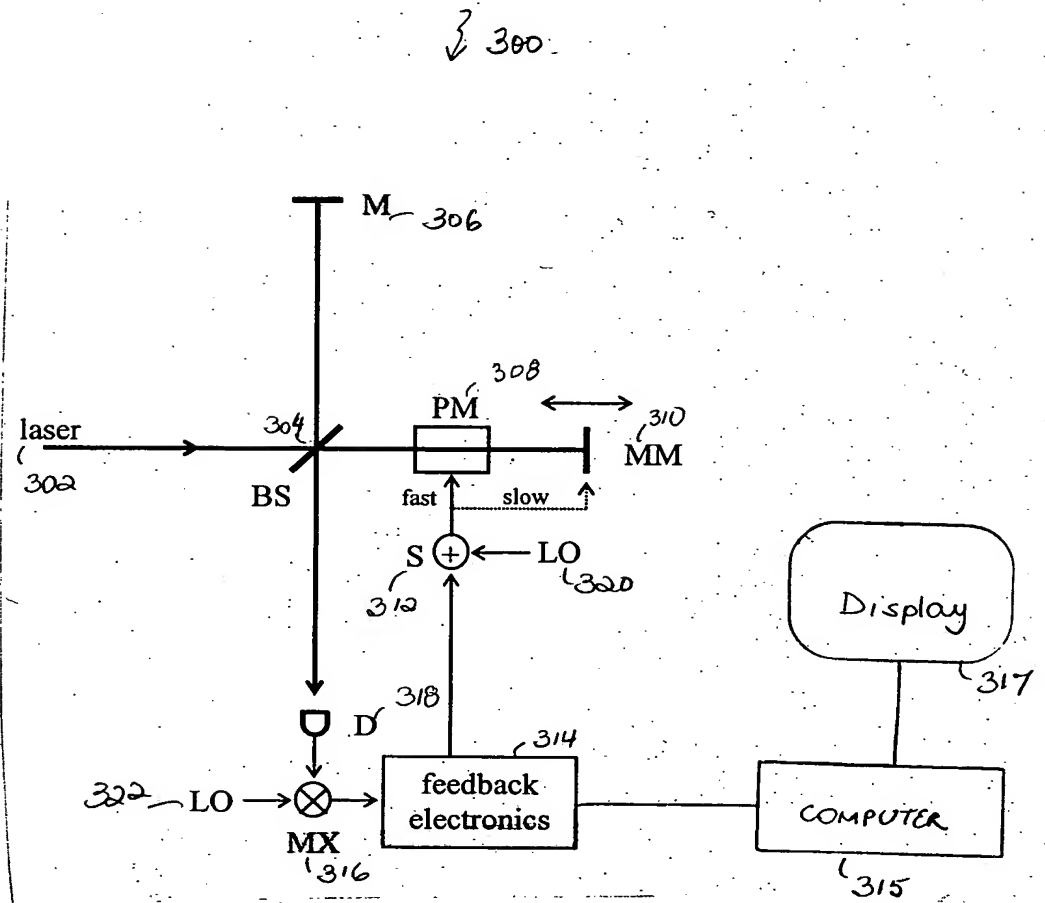 300
M 306
308
PM
310
MM
laser
302
304
BS
fast slow
S LO
312 320
Display
317
D 318
314
322 LO
feedback
electronics
MX
316
COMPUTER
315